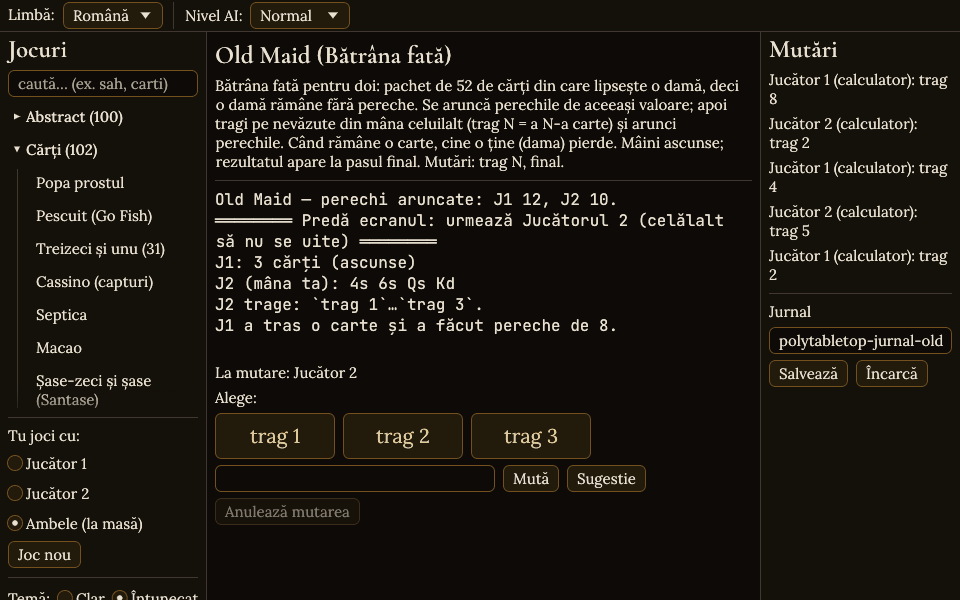 Limbă: Română ▼ Nivel AI: Normal ▼
Jocuri
caută... (ex. sah, carti)
▸ Abstract (100)
▾ Cărți (102)
Popa prostul
Pescuit (Go Fish)
Treizeci și unu (31)
Cassino (capturi)
Septica
Macao
Șase-zeci și șase
(Santase)
Tu joci cu:
Jucător 1
Jucător 2
Ambele (la masă)
Joc nou
Temă: Clar Întunecat
Old Maid (Bătrâna fată)
Bătrâna fată pentru doi: pachet de 52 de cărți din care lipsește o damă, deci
o damă rămâne fără pereche. Se aruncă perechile de aceeași valoare; apoi
tragi pe nevăzute din mâna celuilalt (trag N = a N-a carte) și arunci
perechile. Când rămâne o carte, cine o ține (dama) pierde. Mâini ascunse;
rezultatul apare la pasul final. Mutări: trag N, final.
Old Maid — perechi aruncate: J1 12, J2 10.
════════ Predă ecranul: urmează Jucătorul 2 (celălalt
să nu se uite) ════════
J1: 3 cărți (ascunse)
J2 (mâna ta): 4s 6s Qs Kd
J2 trage: `trag 1`…`trag 3`.
J1 a tras o carte și a făcut pereche de 8.
La mutare: Jucător 2
Alege:
trag 1 trag 2 trag 3
Mută Sugestie
Anulează mutarea
Mutări
Jucător 1 (calculator): trag
8
Jucător 2 (calculator):
trag 2
Jucător 1 (calculator): trag
4
Jucător 2 (calculator):
trag 5
Jucător 1 (calculator): trag
2
Jurnal
polytabletop-jurnal-old
Salvează Încarcă